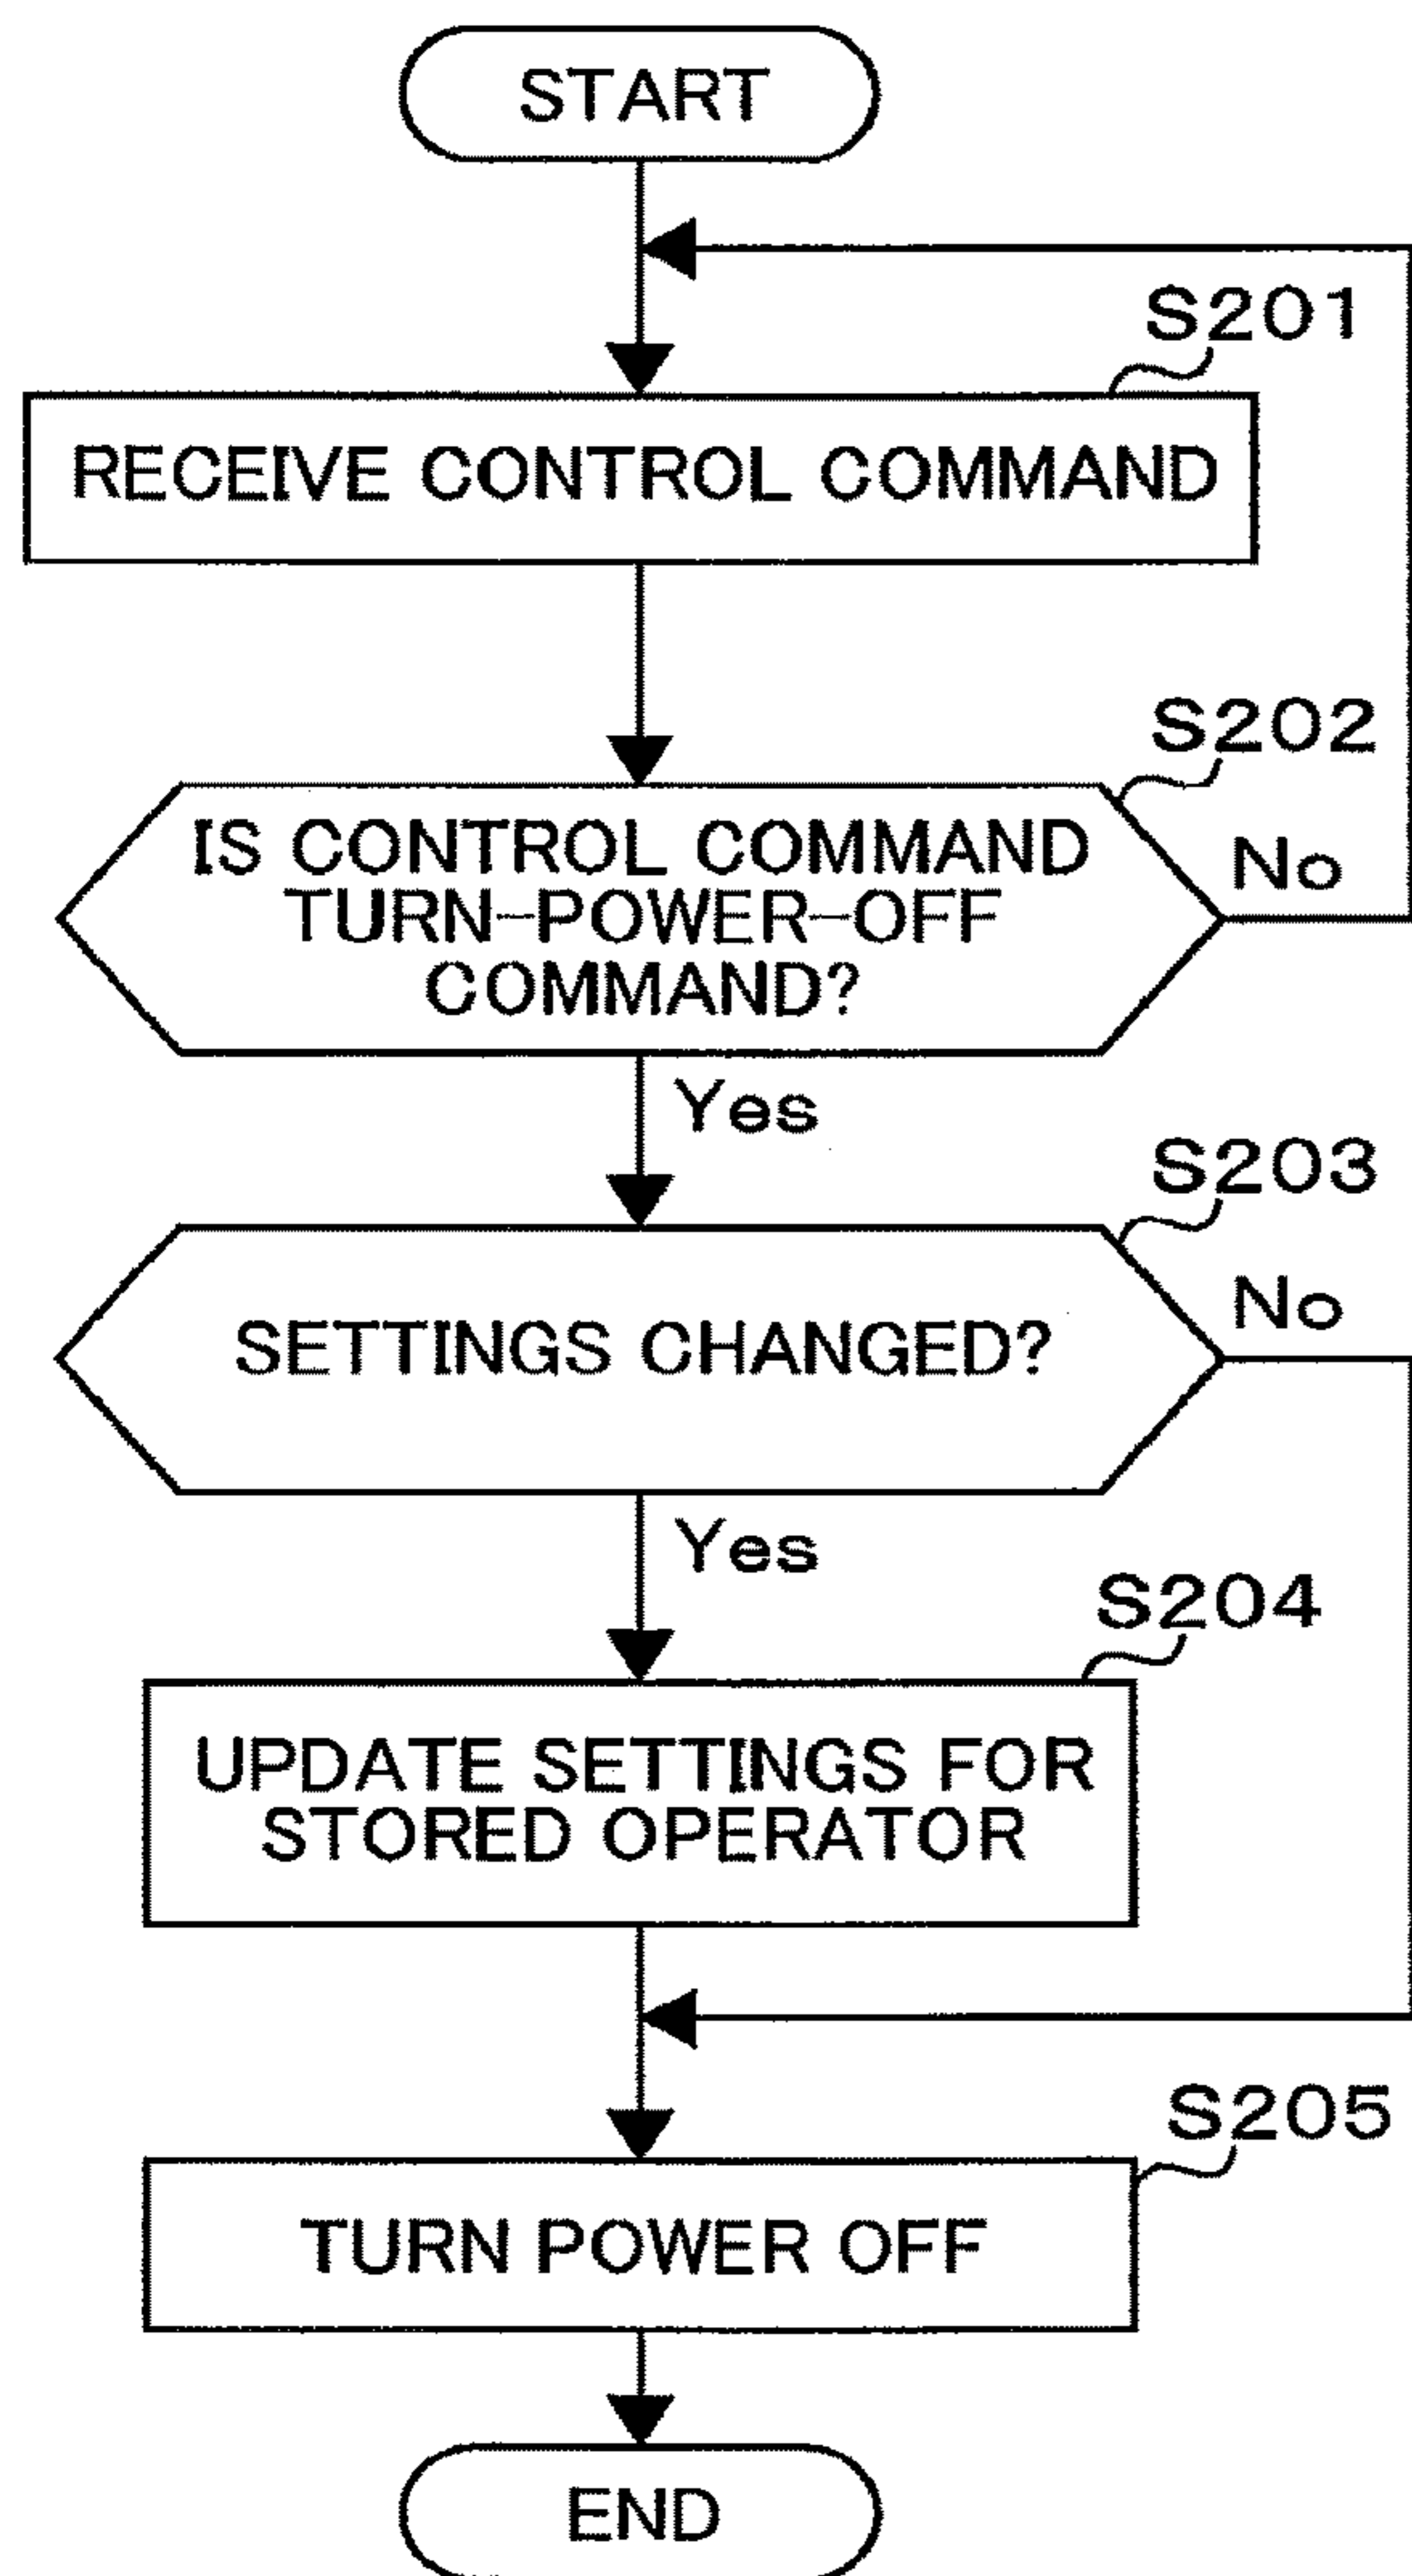 START
S201
RECEIVE CONTROL COMMAND
S202
IS CONTROL COMMAND
TURN-POWER-OFF
COMMAND?
No
Yes
S203
SETTINGS CHANGED?
No
Yes
S204
UPDATE SETTINGS FOR
STORED OPERATOR
S205
TURN POWER OFF
END